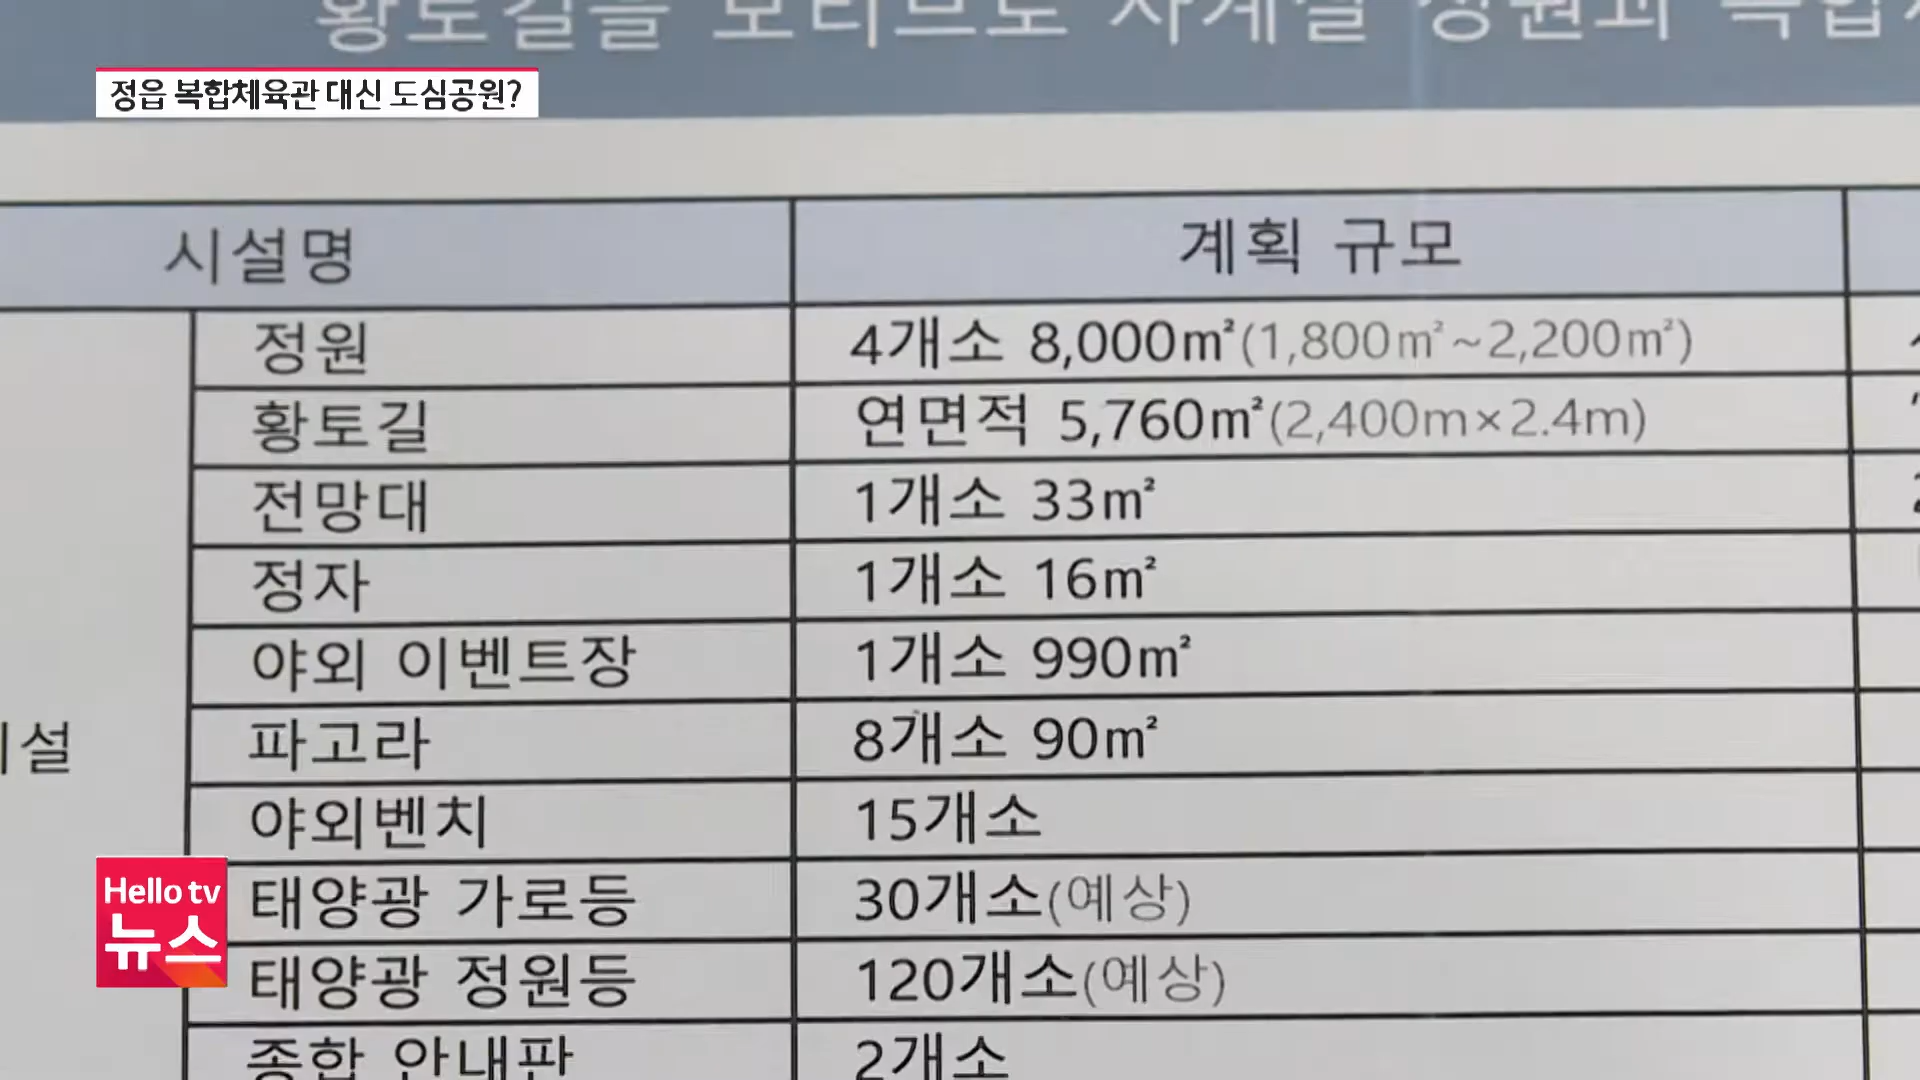 황토길을 모티브로 사계절 정원과 복합
정읍 복합체육관 대신 도심공원?
시설명 계획 규모
정원 4개소 8,000㎡(1,800㎡~2,200㎡)
황토길 연면적 5,760㎡(2,400m×2.4m)
전망대 1개소 33㎡
정자 1개소 16㎡
야외 이벤트장 1개소 990㎡
파고라 8개소 90㎡
설
야외벤치 15개소
태양광 가로등 30개소(예상)
태양광 정원등 120개소(예상)
종합 안내판 2개소
Hello tv
뉴스